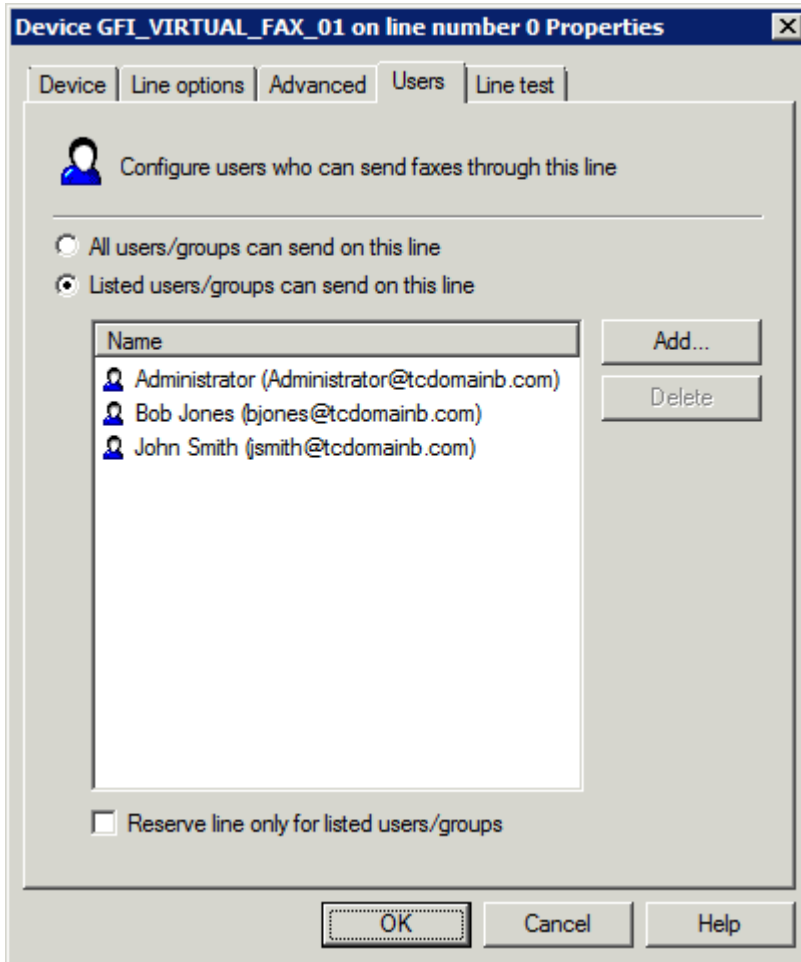 Device GFI_VIRTUAL_FAX_01 on line number 0 Properties
Device
Line options
Advanced
Users
Line test
Configure users who can send faxes through this line
All users/groups can send on this line
Listed users/groups can send on this line
Name
Administrator (Administrator@tcdomainb.com)
Bob Jones (bjones@tcdomainb.com)
John Smith (jsmith@tcdomainb.com)
Add...
Delete
Reserve line only for listed users/groups
OK
Cancel
Help